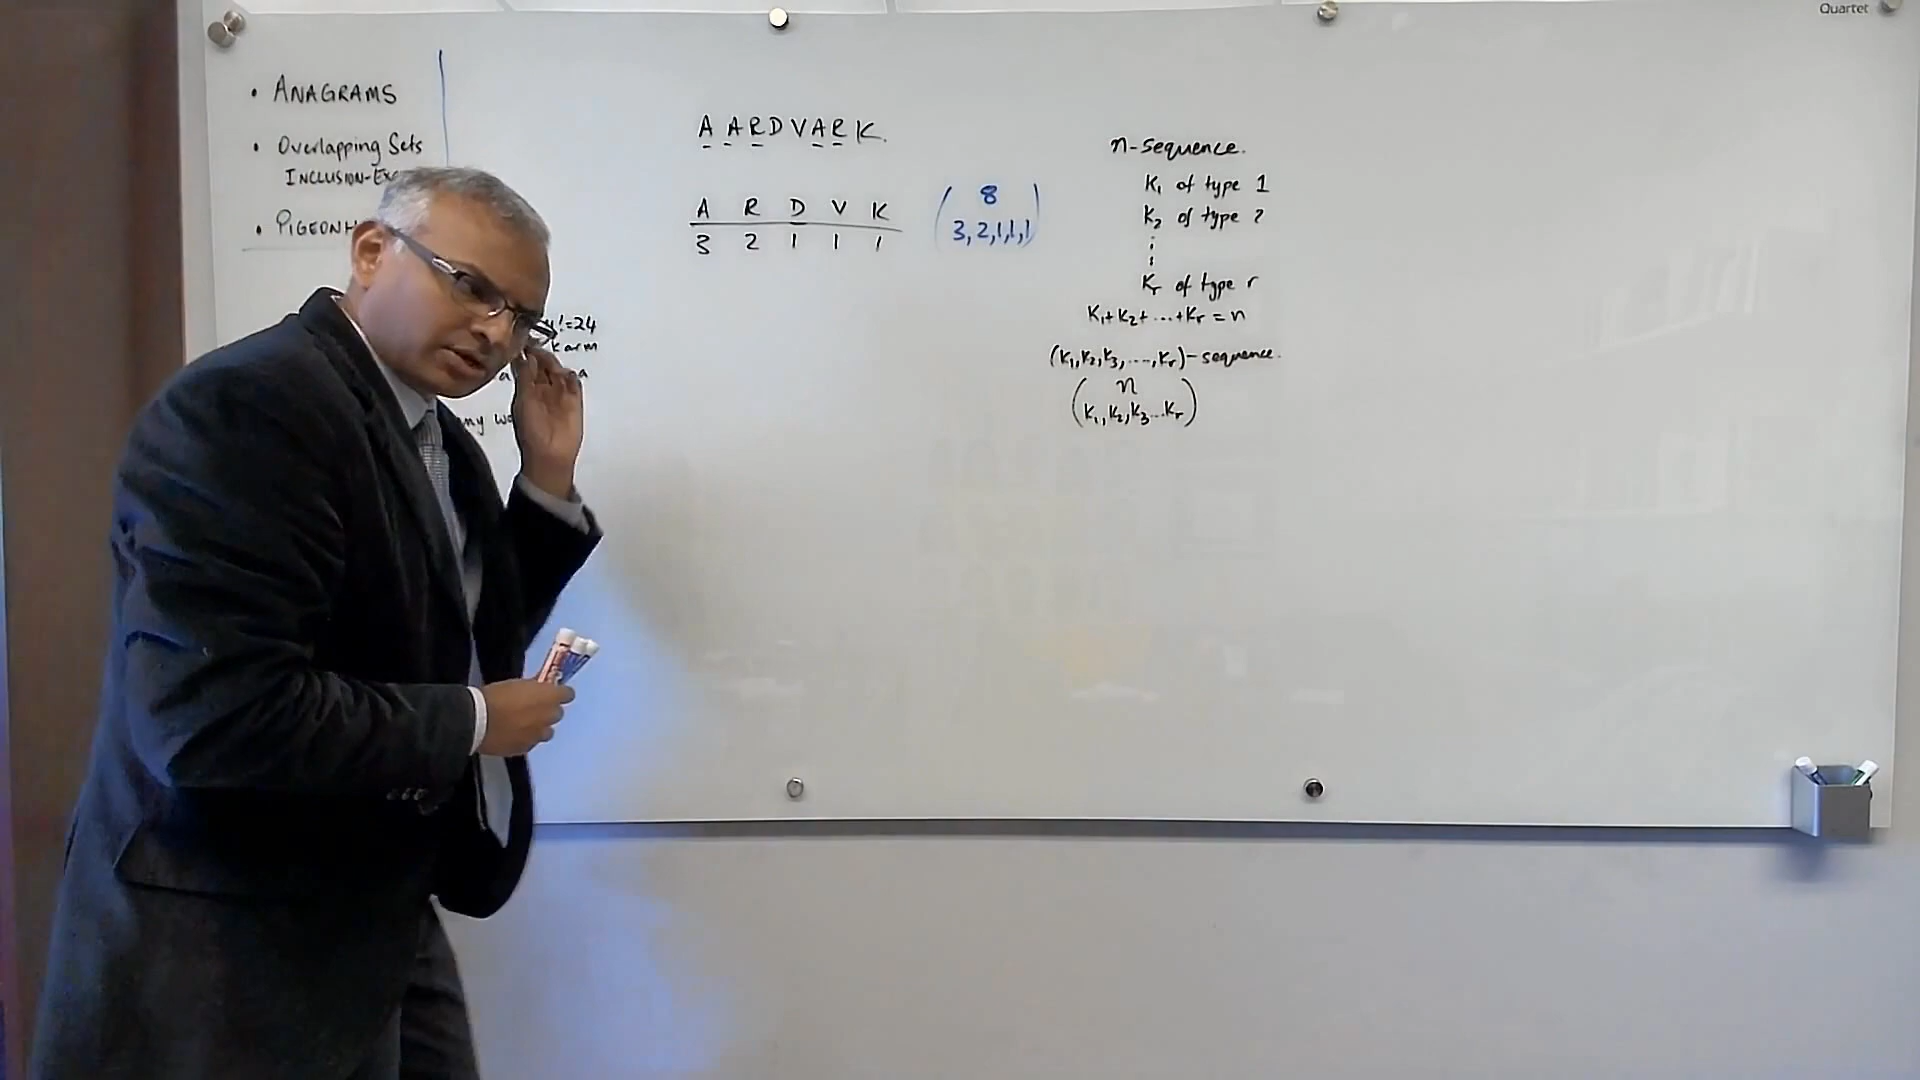 Quartet
• ANAGRAMS
• Overlapping Sets
INCLUSION-EX
• PIGEONH
4!=24
karm
AARDVARK.
A R D V K
3 2 1 1 1
( 8
3, 2, 1, 1, 1 )
n-sequence.
K₁ of type 1
K₂ of type 2
⋮
Kᵣ of type r
K₁+K₂+...+Kᵣ = n
(K₁,K₂,K₃,...,Kᵣ)-sequence.
( n
K₁,K₂,K₃...Kᵣ )